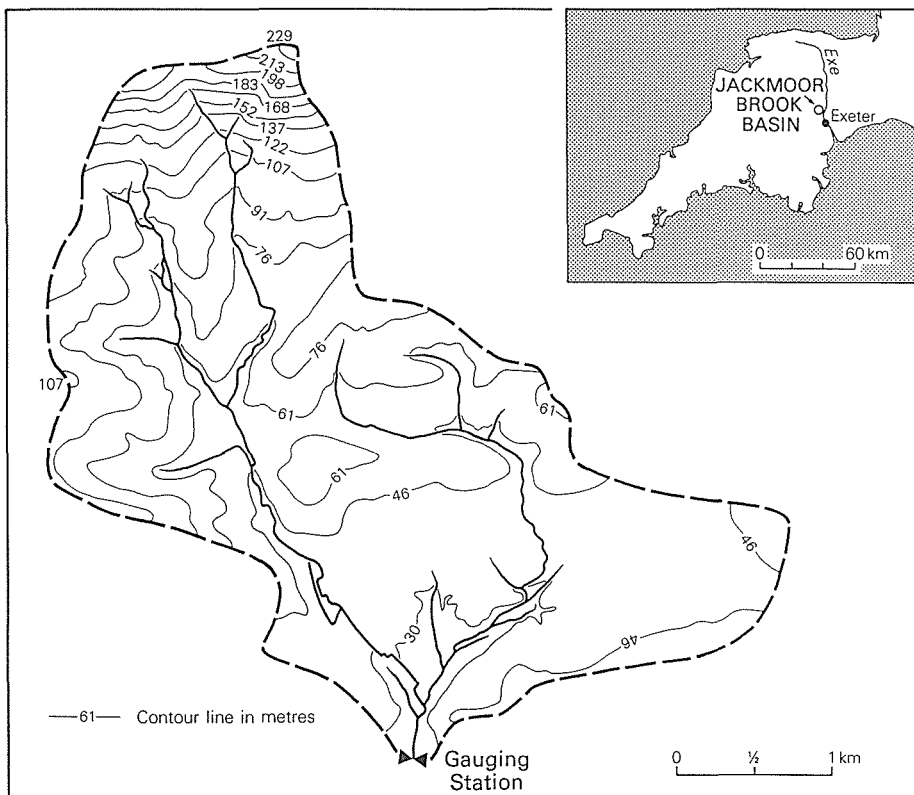 229
213
198
183
168
152
137
122
107
91
76
76
107
61
61
61
46
46
30
46
—61— Contour line in metres
Gauging
Station
0 ½ 1 km
Exe
JACKMOOR
BROOK
BASIN
Exeter
0 60 km